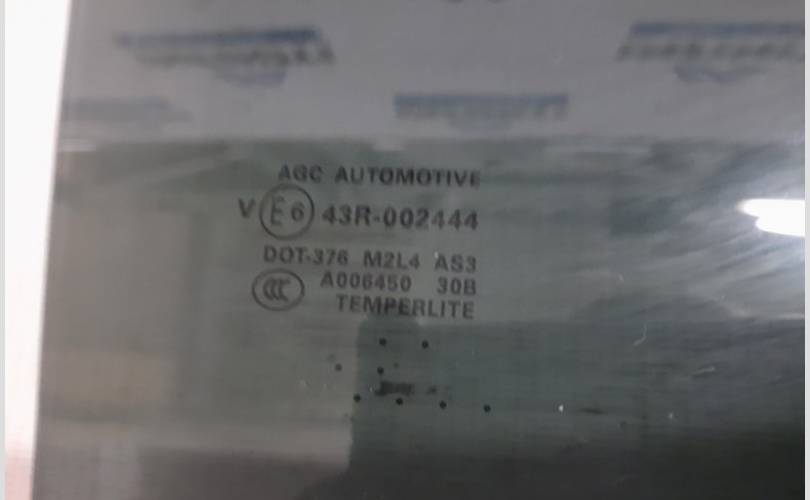 AGC AUTOMOTIVE
V E6 43R-002444
DOT-376 M2L4 AS3
CCC A006450 30B
TEMPERLITE